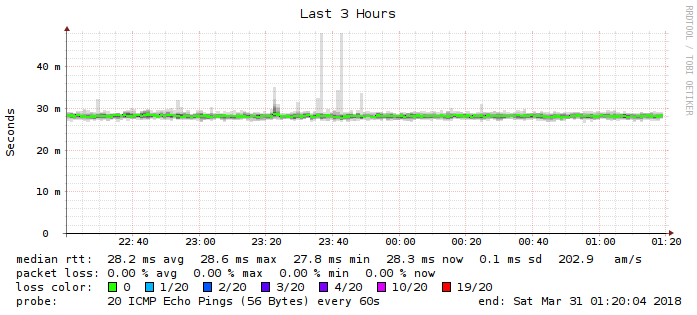 Last 3 Hours
RRDTOOL / TOBI OETIKER
Seconds
40 m
30 m
20 m
10 m
0
22:40 23:00 23:20 23:40 00:00 00:20 00:40 01:00 01:20
median rtt: 28.2 ms avg 28.6 ms max 27.8 ms min 28.3 ms now 0.1 ms sd 202.9 am/s
packet loss: 0.00 % avg 0.00 % max 0.00 % min 0.00 % now
loss color: 0 1/20 2/20 3/20 4/20 10/20 19/20
probe: 20 ICMP Echo Pings (56 Bytes) every 60s end: Sat Mar 31 01:20:04 2018